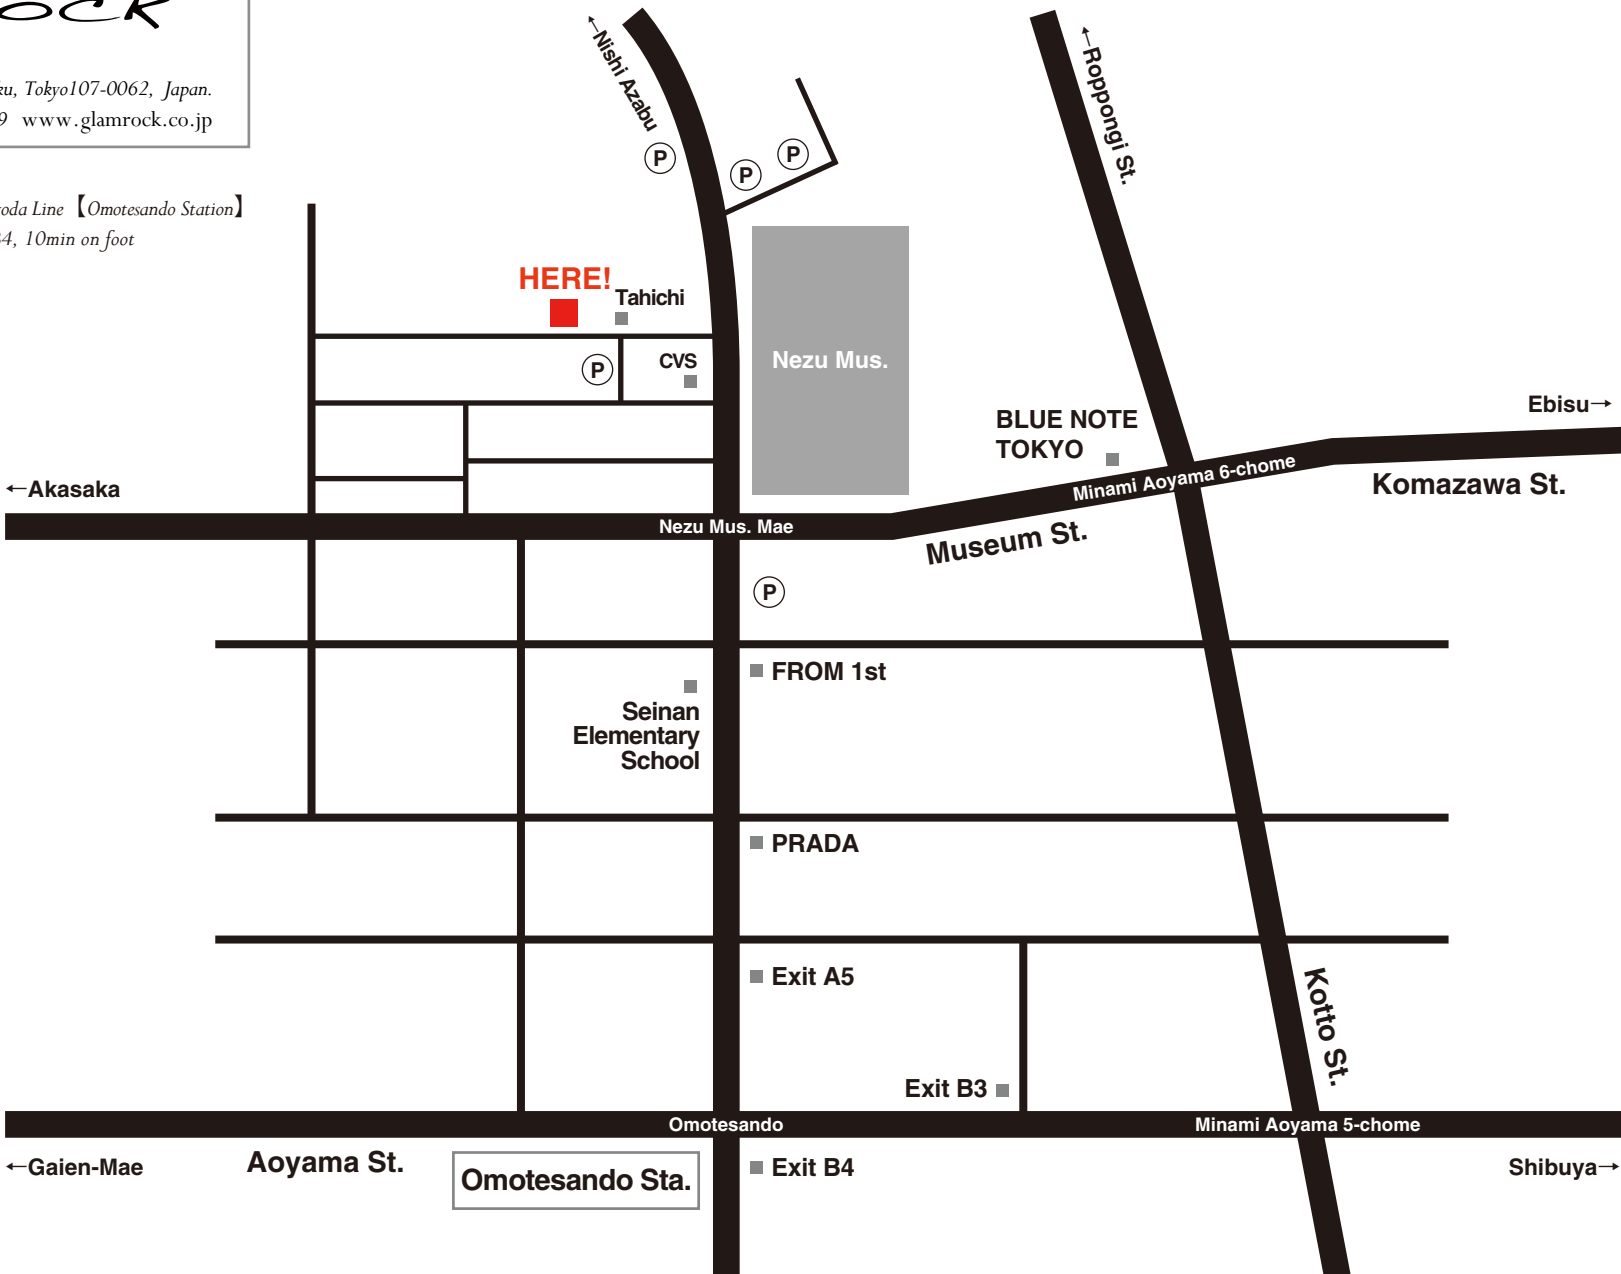 www.glamrock.co.jp
Tokyo107-0062, Japan.
Line【Omotesando Station】
10min on foot
←Nishi Azabu
←Roppongi St.
P
P
P
HERE!
Tahichi
P
CVS
Nezu Mus.
BLUE NOTE
TOKYO
Ebisu→
Minami Aoyama 6-chome
Komazawa St.
←Akasaka
Nezu Mus. Mae
Museum St.
P
FROM 1st
Seinan
Elementary
School
PRADA
Exit A5
Kotto St.
Exit B3
Omotesando
Minami Aoyama 5-chome
←Gaien-Mae
Aoyama St.
Omotesando Sta.
Exit B4
Shibuya→